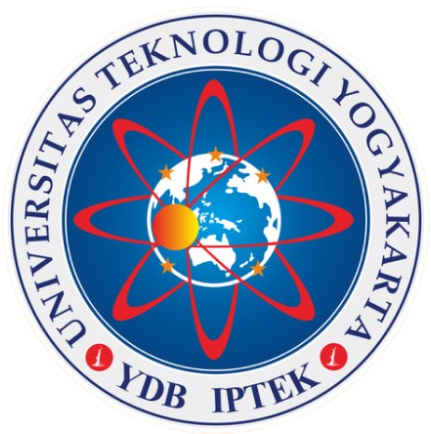 UNIVERSITAS TEKNOLOGI YOGYAKARTA
YDB IPTEK